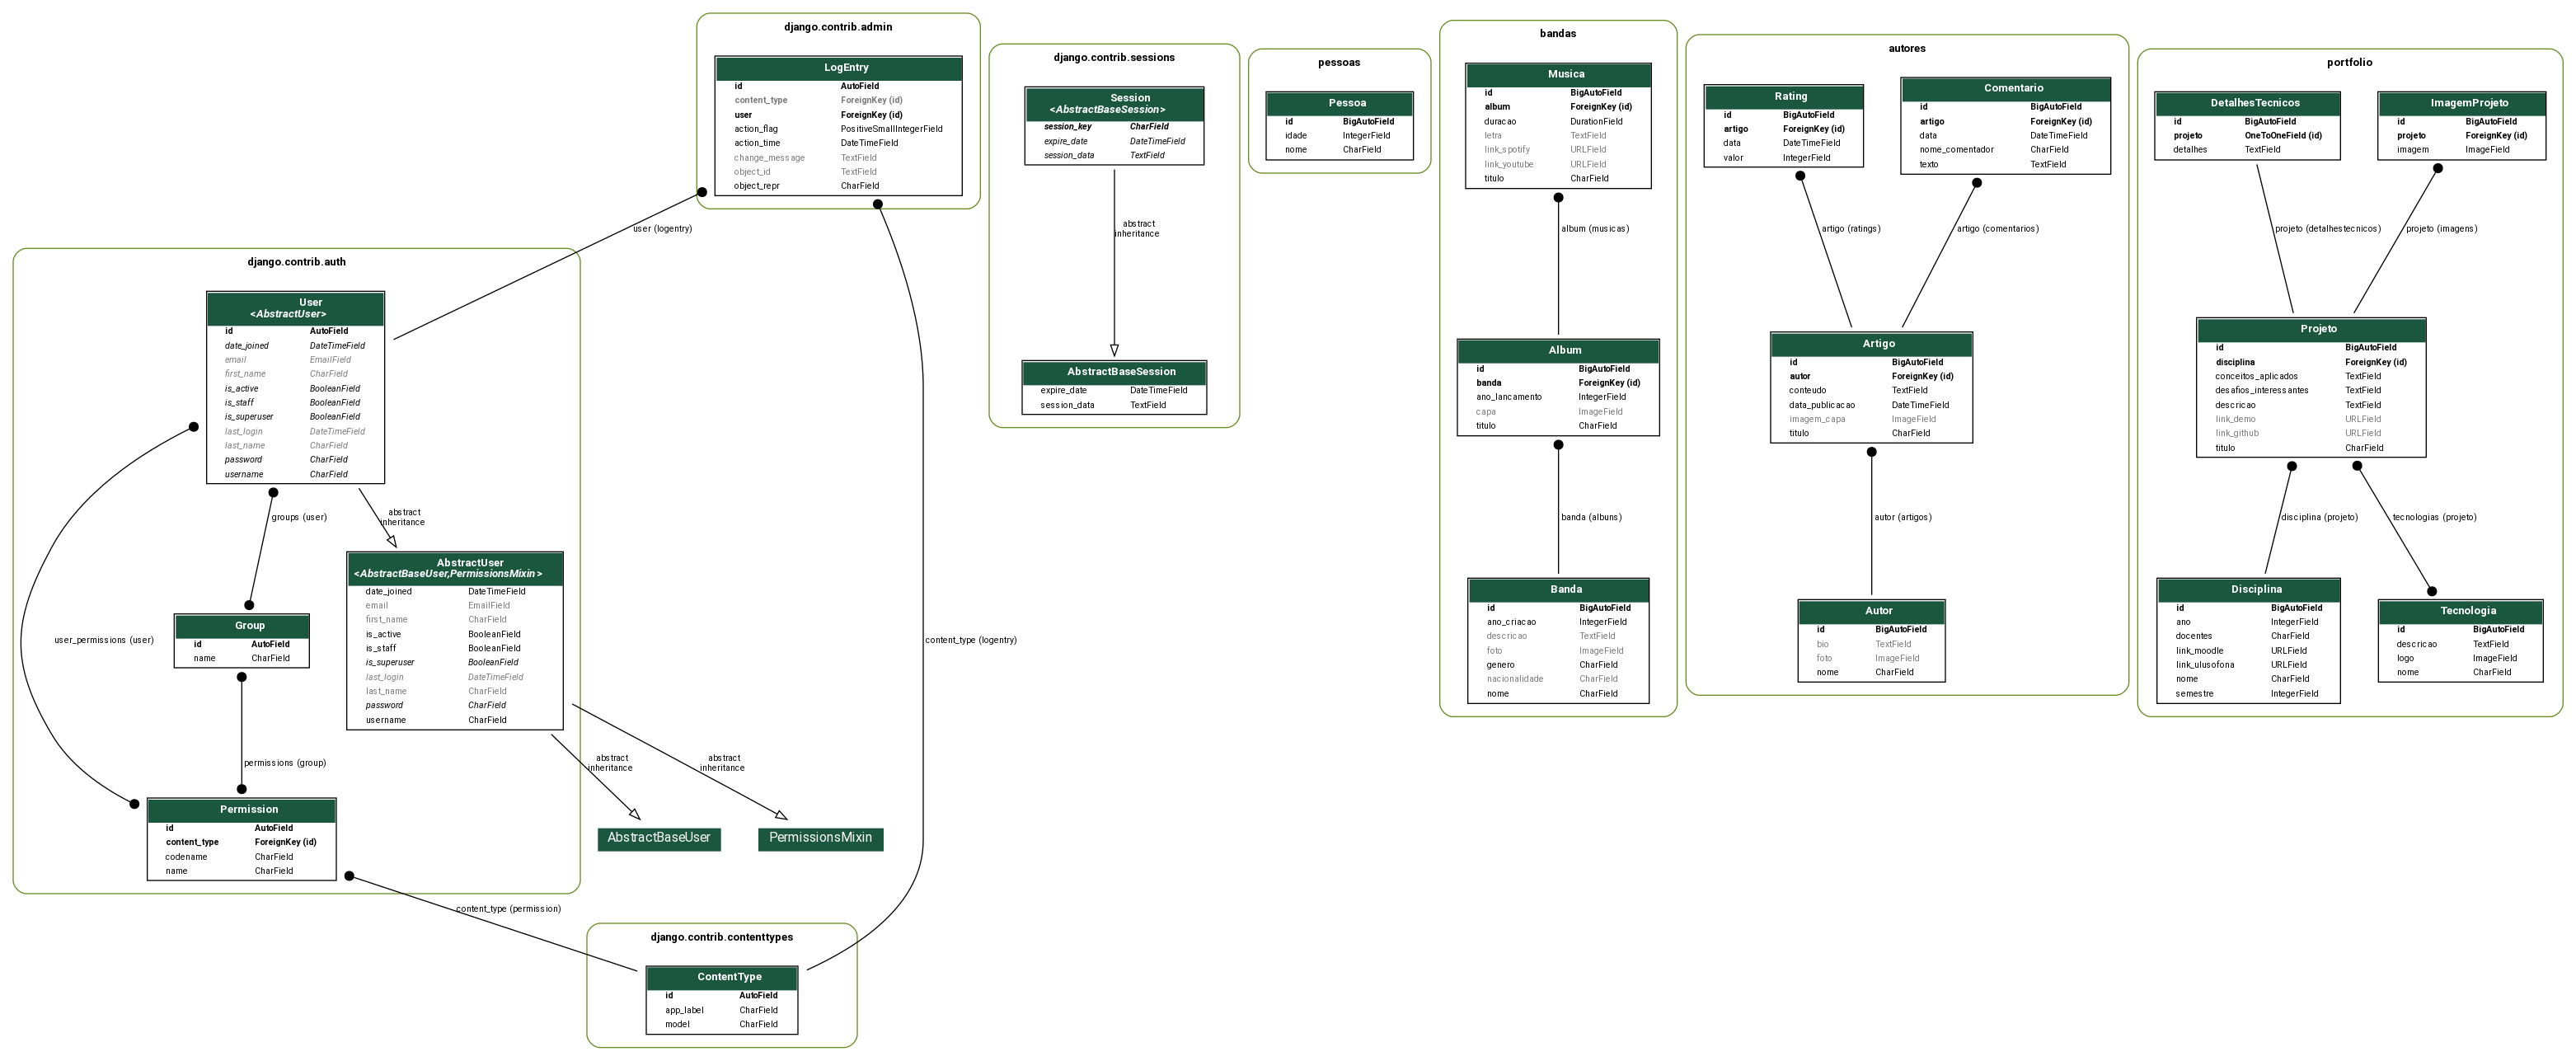 django.contrib.admin
LogEntry
id AutoField
content_type ForeignKey (id)
user ForeignKey (id)
action_flag PositiveSmallIntegerField
action_time DateTimeField
change_message TextField
object_id TextField
object_repr CharField
django.contrib.sessions
Session
<AbstractBaseSession>
session_key CharField
expire_date DateTimeField
session_data TextField
abstract
inheritance
AbstractBaseSession
expire_date DateTimeField
session_data TextField
pessoas
Pessoa
id BigAutoField
idade IntegerField
nome CharField
bandas
Musica
id BigAutoField
album ForeignKey (id)
duracao DurationField
letra TextField
link_spotify URLField
link_youtube URLField
titulo CharField
album (musicas)
Album
id BigAutoField
banda ForeignKey (id)
ano_lancamento IntegerField
capa ImageField
titulo CharField
banda (albuns)
Banda
id BigAutoField
ano_criacao IntegerField
descricao TextField
foto ImageField
genero CharField
nacionalidade CharField
nome CharField
autores
Rating
id BigAutoField
artigo ForeignKey (id)
data DateTimeField
valor IntegerField
Comentario
id BigAutoField
artigo ForeignKey (id)
data DateTimeField
nome_comentador CharField
texto TextField
artigo (ratings)
artigo (comentarios)
Artigo
id BigAutoField
autor ForeignKey (id)
conteudo TextField
data_publicacao DateTimeField
imagem_capa ImageField
titulo CharField
autor (artigos)
Autor
id BigAutoField
bio TextField
foto ImageField
nome CharField
portfolio
DetalhesTecnicos
id BigAutoField
projeto OneToOneField (id)
detalhes TextField
ImagemProjeto
id BigAutoField
projeto ForeignKey (id)
imagem ImageField
projeto (detalhestecnicos)
projeto (imagens)
Projeto
id BigAutoField
disciplina ForeignKey (id)
conceitos_aplicados TextField
desafios_interessantes TextField
descricao TextField
link_demo URLField
link_github URLField
titulo CharField
disciplina (projeto)
tecnologias (projeto)
Disciplina
id BigAutoField
ano IntegerField
docentes CharField
link_moodle URLField
link_ulusofona URLField
nome CharField
semestre IntegerField
Tecnologia
id BigAutoField
descricao TextField
logo ImageField
nome CharField
user (logentry)
django.contrib.auth
User
<AbstractUser>
id AutoField
date_joined DateTimeField
email EmailField
first_name CharField
is_active BooleanField
is_staff BooleanField
is_superuser BooleanField
last_login DateTimeField
last_name CharField
password CharField
username CharField
groups (user)
abstract
inheritance
AbstractUser
<AbstractBaseUser,PermissionsMixin>
date_joined DateTimeField
email EmailField
first_name CharField
is_active BooleanField
is_staff BooleanField
is_superuser BooleanField
last_login DateTimeField
last_name CharField
password CharField
username CharField
Group
id AutoField
name CharField
user_permissions (user)
content_type (logentry)
permissions (group)
abstract
inheritance
abstract
inheritance
Permission
id AutoField
content_type ForeignKey (id)
codename CharField
name CharField
AbstractBaseUser
PermissionsMixin
content_type (permission)
django.contrib.contenttypes
ContentType
id AutoField
app_label CharField
model CharField